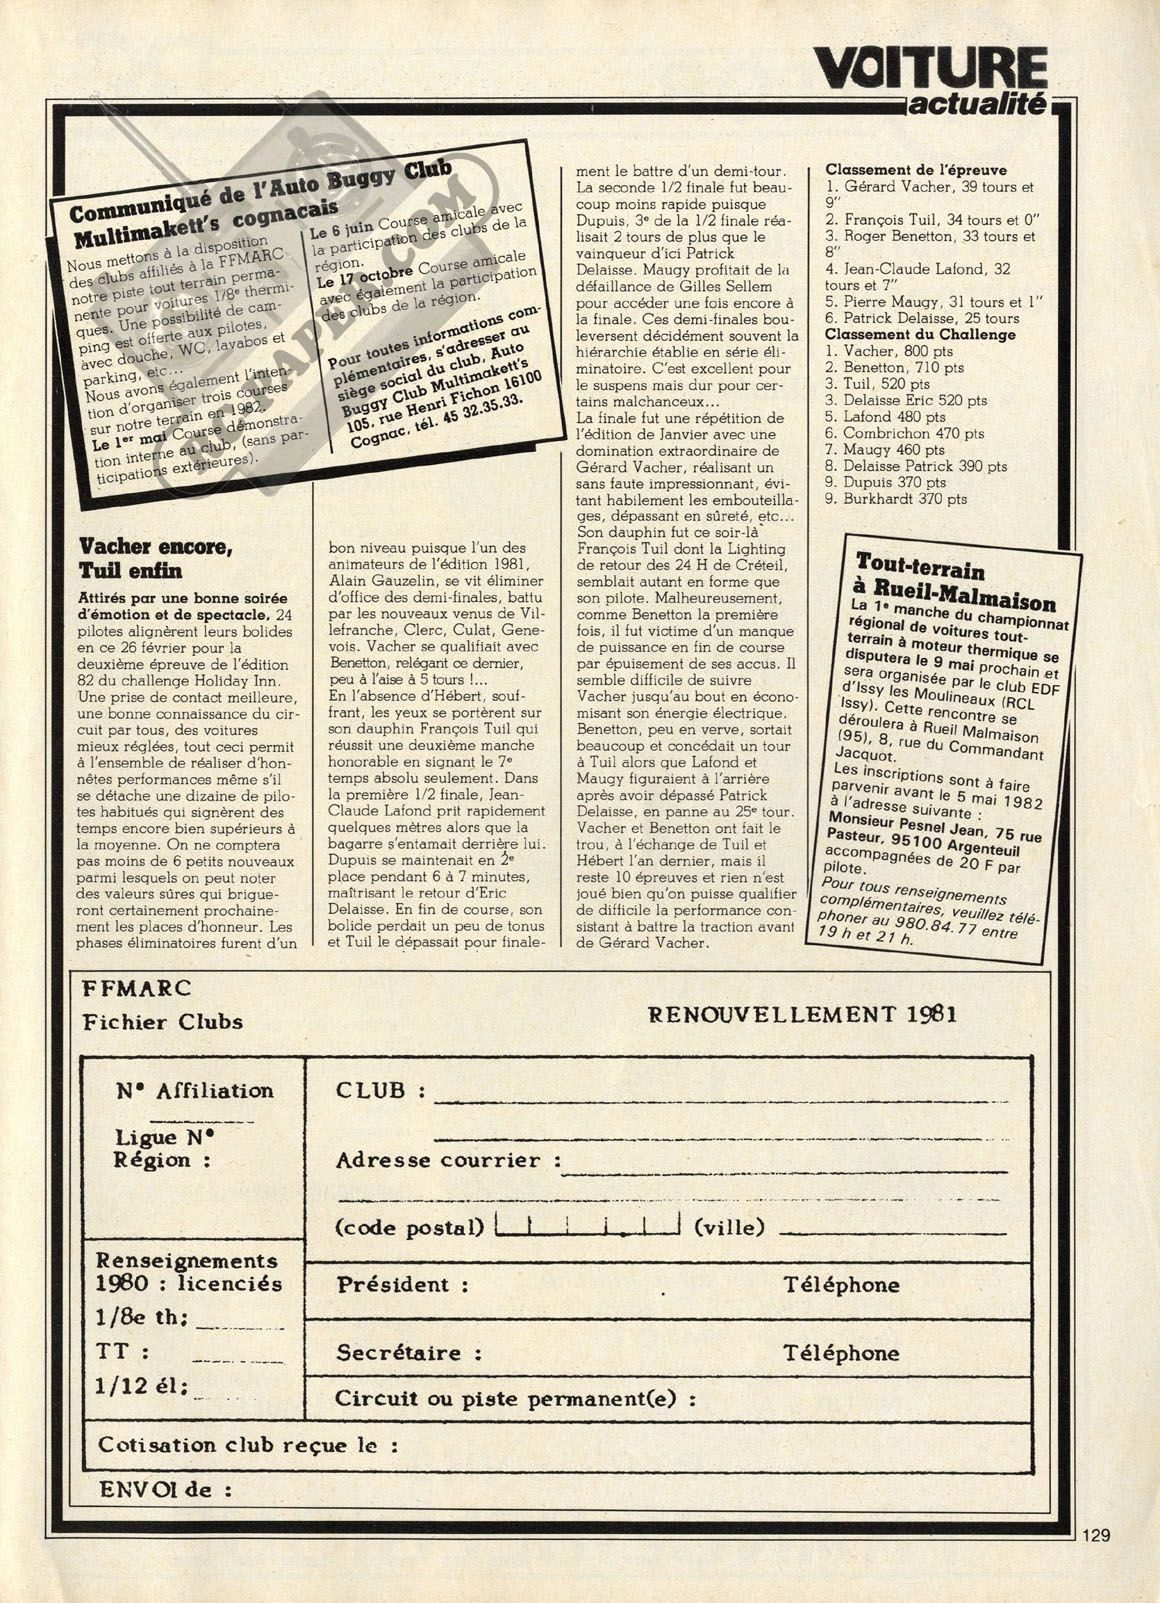 VOITURE
actualité
Communiqué de l'Auto Buggy Club
Multimakett's cognacais
Nous mettons à la disposition
des clubs affiliés à la FFMARC
notre piste tout terrain perma-
nente pour voitures 1/8e thermi-
ques. Une possibilité de cam-
ping est offerte aux pilotes,
avec douche, WC, lavabos et
parking, etc...
Nous avons également l'inten-
tion d'organiser trois courses
sur notre terrain en 1982.
Le 1er mai Course démonstra-
tion interne au club, (sans par-
ticipations extérieures).
Le 6 juin Course amicale avec
la participation des clubs de la
région.
Le 17 octobre Course amicale
avec également la participation
des clubs de la région.
Pour toutes informations com-
plémentaires, s'adresser au
siège social du club, Auto
Buggy Club Multimakett's
105, rue Henri Fichon 16100
Cognac, tél. 45 32.35.33.
RCPAPER.COM
Vacher encore,
Tuil enfin
Attirés par une bonne soirée
d'émotion et de spectacle, 24
pilotes alignèrent leurs bolides
en ce 26 février pour la
deuxième épreuve de l'édition
82 du challenge Holiday Inn.
Une prise de contact meilleure,
une bonne connaissance du cir-
cuit par tous, des voitures
mieux réglées, tout ceci permit
à l'ensemble de réaliser d'hon-
nêtes performances même s'il
se détache une dizaine de pilo-
tes habitués qui signèrent des
temps encore bien supérieurs à
la moyenne. On ne comptera
pas moins de 6 petits nouveaux
parmi lesquels on peut noter
des valeurs sûres qui brigue-
ront certainement prochaine-
ment les places d'honneur. Les
phases éliminatoires furent d'un
bon niveau puisque l'un des
animateurs de l'édition 1981,
Alain Gauzelin, se vit éliminer
d'office des demi-finales, battu
par les nouveaux venus de Vil-
lefranche, Clerc, Culat, Gene-
vois. Vacher se qualifiait avec
Benetton, relégant ce dernier,
peu à l'aise à 5 tours !...
En l'absence d'Hébert, souf-
frant, les yeux se portèrent sur
son dauphin François Tuil qui
réussit une deuxième manche
honorable en signant le 7e
temps absolu seulement. Dans
la première 1/2 finale, Jean-
Claude Lafond prit rapidement
quelques mètres alors que la
bagarre s'entamait derrière lui.
Dupuis se maintenait en 2e
place pendant 6 à 7 minutes,
maîtrisant le retour d'Eric
Delaisse. En fin de course, son
bolide perdait un peu de tonus
et Tuil le dépassait pour finale-
ment le battre d'un demi-tour.
La seconde 1/2 finale fut beau-
coup moins rapide puisque
Dupuis, 3e de la 1/2 finale réa-
lisait 2 tours de plus que le
vainqueur d'ici Patrick
Delaisse. Maugy profitait de la
défaillance de Gilles Sellem
pour accéder une fois encore à
la finale. Ces demi-finales bou-
leversent décidément souvent la
hiérarchie établie en série éli-
minatoire. C'est excellent pour
le suspens mais dur pour cer-
tains malchanceux...
La finale fut une répétition de
l'édition de Janvier avec une
domination extraordinaire de
Gérard Vacher, réalisant un
sans faute impressionnant, évi-
tant habilement les embouteilla-
ges, dépassant en sûreté, etc...
Son dauphin fut ce soir-là
François Tuil dont la Lighting
de retour des 24 H de Créteil,
semblait autant en forme que
son pilote. Malheureusement,
comme Benetton la première
fois, il fut victime d'un manque
de puissance en fin de course
par épuisement de ses accus. Il
semble difficile de suivre
Vacher jusqu'au bout en écono-
misant son énergie électrique.
Benetton, peu en verve, sortait
beaucoup et concédait un tour
à Tuil alors que Lafond et
Maugy figuraient à l'arrière
après avoir dépassé Patrick
Delaisse, en panne au 25e tour.
Vacher et Benetton ont fait le
trou, à l'échange de Tuil et
Hébert l'an dernier, mais il
reste 10 épreuves et rien n'est
joué bien qu'on puisse qualifier
de difficile la performance con-
sistant à battre la traction avant
de Gérard Vacher.
Classement de l'épreuve
1. Gérard Vacher, 39 tours et
9"
2. François Tuil, 34 tours et 0"
3. Roger Benetton, 33 tours et
8"
4. Jean-Claude Lafond, 32
tours et 7"
5. Pierre Maugy, 31 tours et 1"
6. Patrick Delaisse, 25 tours
Classement du Challenge
1. Vacher, 800 pts
2. Benetton, 710 pts
3. Tuil, 520 pts
3. Delaisse Eric 520 pts
5. Lafond 480 pts
6. Combrichon 470 pts
7. Maugy 460 pts
8. Delaisse Patrick 390 pts
9. Dupuis 370 pts
9. Burkhardt 370 pts
Tout-terrain
à Rueil-Malmaison
La 1e manche du championnat
régional de voitures tout-
terrain à moteur thermique se
disputera le 9 mai prochain et
sera organisée par le club EDF
d'Issy les Moulineaux (RCL
Issy). Cette rencontre se
déroulera à Rueil Malmaison
(95), 8, rue du Commandant
Jacquot.
Les inscriptions sont à faire
parvenir avant le 5 mai 1982
à l'adresse suivante :
Monsieur Pesnel Jean, 75 rue
Pasteur, 95100 Argenteuil
accompagnées de 20 F par
pilote.
Pour tous renseignements
complémentaires, veuillez télé-
phoner au 980.84.77 entre
19 h et 21 h.
FFMARC
Fichier Clubs
RENOUVELLEMENT 1981
N° Affiliation
Ligue N°
Région :
CLUB :
Adresse courrier :
(code postal) (ville)
Renseignements
1980 : licenciés
1/8e th;
TT :
1/12 él;
Président : Téléphone
Secrétaire : Téléphone
Circuit ou piste permanent(e) :
Cotisation club reçue le :
ENVOI de :
129